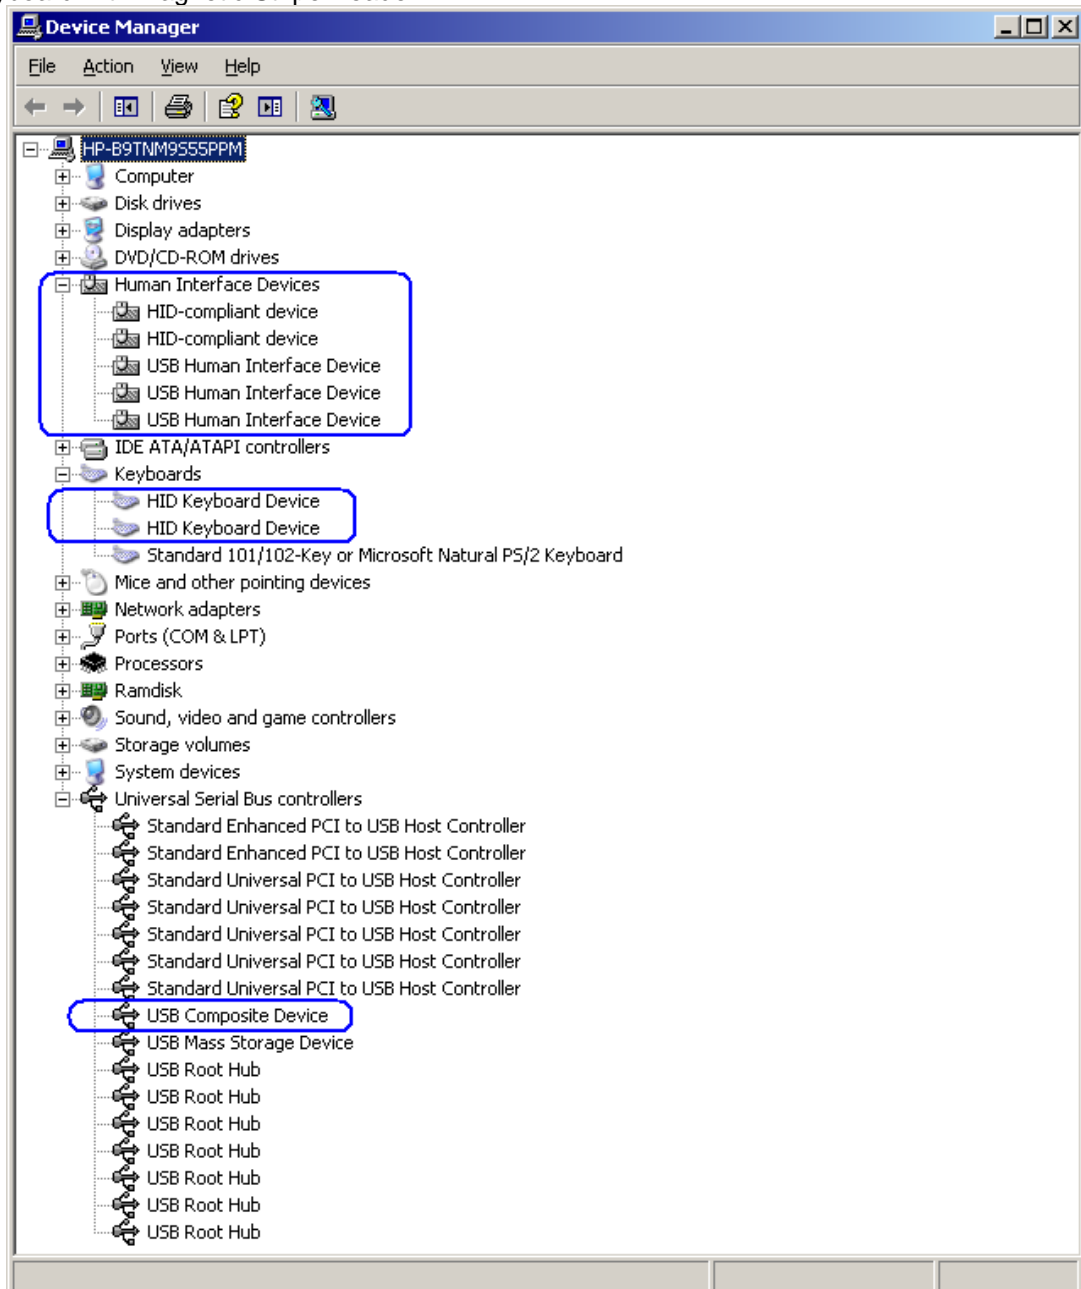 Device Manager
File Action View Help
HP-B9TNM9S55PPM
Computer
Disk drives
Display adapters
DVD/CD-ROM drives
Human Interface Devices
HID-compliant device
HID-compliant device
USB Human Interface Device
USB Human Interface Device
USB Human Interface Device
IDE ATA/ATAPI controllers
Keyboards
HID Keyboard Device
HID Keyboard Device
Standard 101/102-Key or Microsoft Natural PS/2 Keyboard
Mice and other pointing devices
Network adapters
Ports (COM & LPT)
Processors
Ramdisk
Sound, video and game controllers
Storage volumes
System devices
Universal Serial Bus controllers
Standard Enhanced PCI to USB Host Controller
Standard Enhanced PCI to USB Host Controller
Standard Universal PCI to USB Host Controller
Standard Universal PCI to USB Host Controller
Standard Universal PCI to USB Host Controller
Standard Universal PCI to USB Host Controller
Standard Universal PCI to USB Host Controller
USB Composite Device
USB Mass Storage Device
USB Root Hub
USB Root Hub
USB Root Hub
USB Root Hub
USB Root Hub
USB Root Hub
USB Root Hub